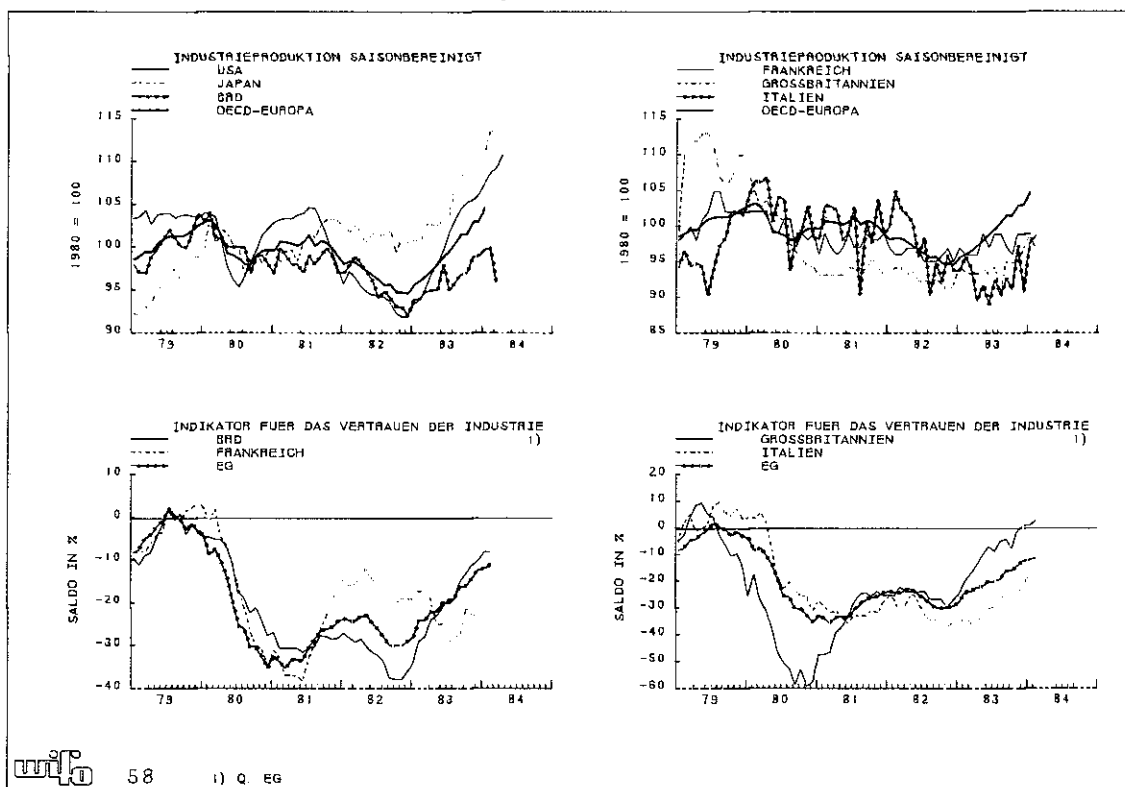 INDUSTRIEPRODUKTION SAISONBEREINIGT
USA
JAPAN
BRD
OECD-EUROPA
115
110
105
100
95
90
1980 = 100
79 80 81 82 83 84
INDUSTRIEPRODUKTION SAISONBEREINIGT
FRANKREICH
GROSSBRITANNIEN
ITALIEN
OECD-EUROPA
115
110
105
100
95
90
85
1980 = 100
79 80 81 82 83 84
INDIKATOR FUER DAS VERTRAUEN DER INDUSTRIE
BRD 1)
FRANKREICH
EG
10
0
-10
-20
-30
-40
SALDO IN %
79 80 81 82 83 84
INDIKATOR FUER DAS VERTRAUEN DER INDUSTRIE
GROSSBRITANNIEN 1)
ITALIEN
EG
20
10
0
-10
-20
-30
-40
-50
-60
SALDO IN %
79 80 81 82 83 84
wifo 58 1) Q. EG